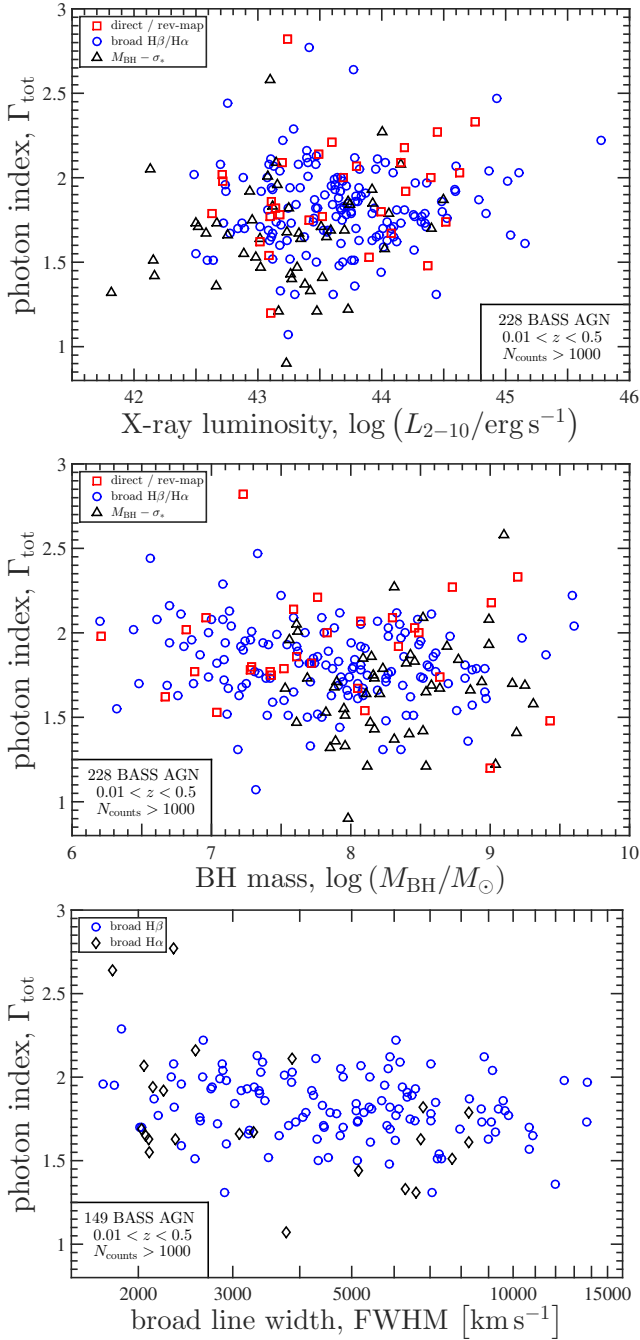 3
direct / rev-map
broad Hβ/Hα
M_BH − σ_*
2.5
2
1.5
1
photon index, Γ_tot
228 BASS AGN
0.01 < z < 0.5
N_counts > 1000
42 43 44 45 46
X-ray luminosity, log (L_2−10/erg s⁻¹)
3
direct / rev-map
broad Hβ/Hα
M_BH − σ_*
2.5
2
1.5
1
photon index, Γ_tot
228 BASS AGN
0.01 < z < 0.5
N_counts > 1000
6 7 8 9 10
BH mass, log (M_BH/M_⊙)
3
broad Hβ
broad Hα
2.5
2
1.5
1
photon index, Γ_tot
149 BASS AGN
0.01 < z < 0.5
N_counts > 1000
2000 3000 5000 10000 15000
broad line width, FWHM [km s⁻¹]